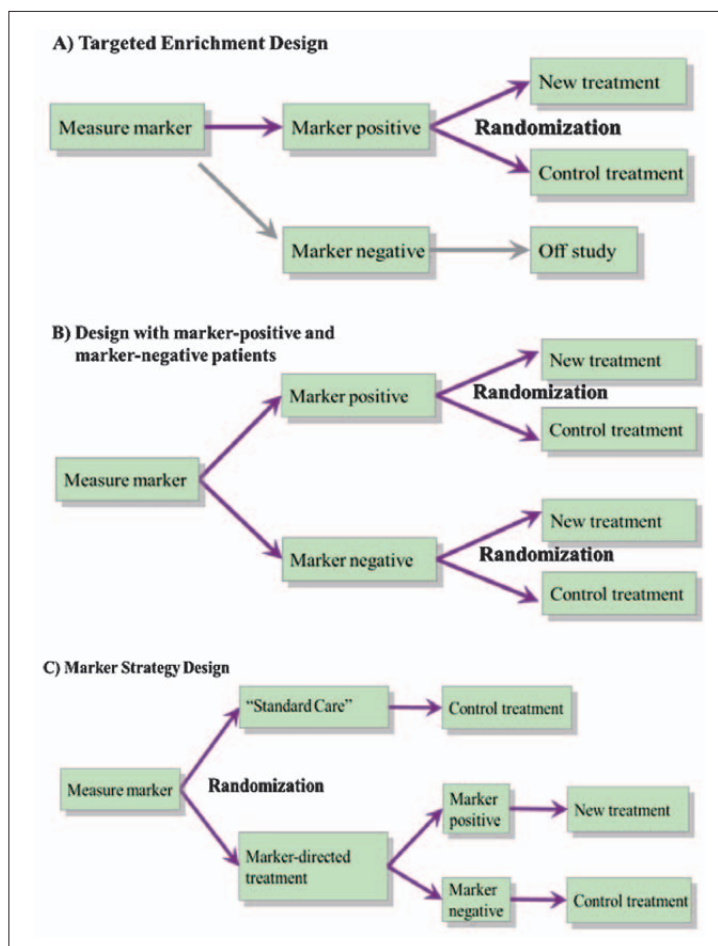 A) Targeted Enrichment Design
New treatment
Measure marker
Marker positive
Randomization
Control treatment
Marker negative
Off study
B) Design with marker-positive and
marker-negative patients
New treatment
Marker positive
Randomization
Control treatment
Measure marker
New treatment
Marker negative
Randomization
Control treatment
C) Marker Strategy Design
“Standard Care”
Control treatment
Measure marker
Randomization
Marker
positive
New treatment
Marker-directed
treatment
Marker
negative
Control treatment